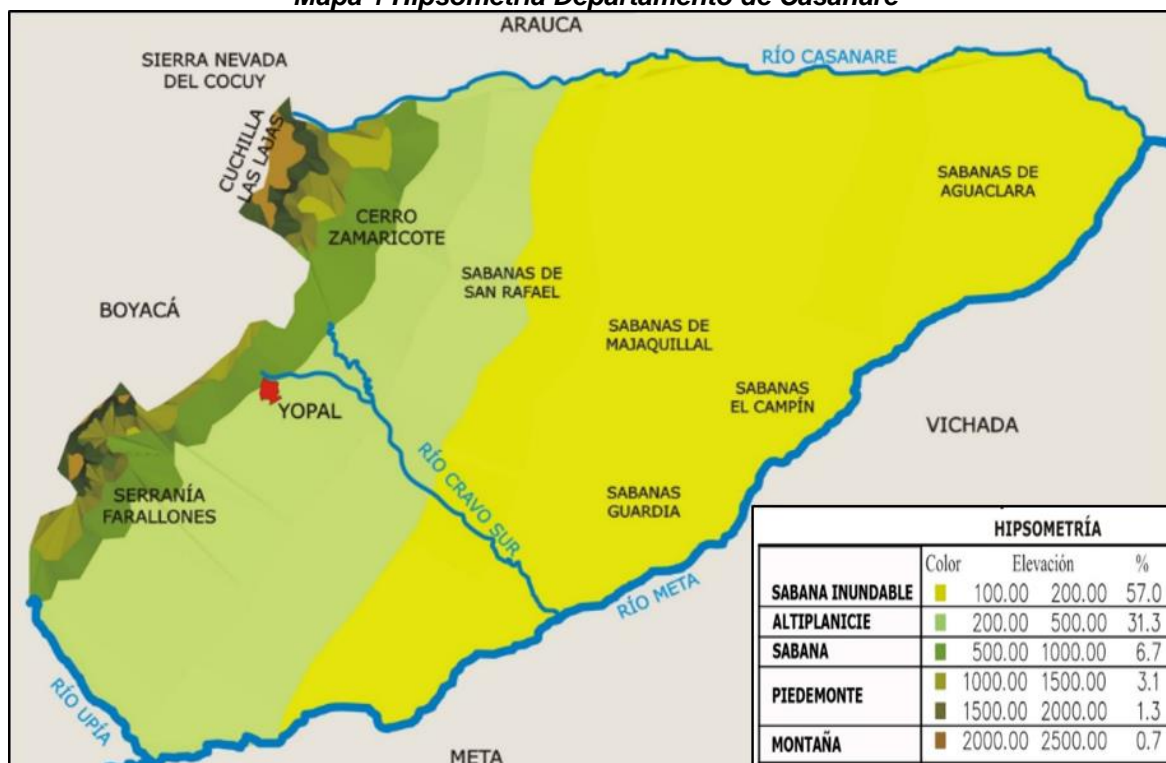 Mapa 1 Hipsometría Departamento de Casanare
ARAUCA
SIERRA NEVADA
DEL COCUY
RÍO CASANARE
CUCHILLA
LAS LAJAS
SABANAS DE
AGUACLARA
CERRO
ZAMARICOTE
SABANAS DE
SAN RAFAEL
BOYACÁ
SABANAS DE
MAJAQUILLAL
SABANAS
EL CAMPÍN
YOPAL
VICHADA
RÍO CRAVO SUR
SERRANÍA
FARALLONES
SABANAS
GUARDIA
RÍO META
RÍO UPÍA
META
HIPSOMETRÍA
Color Elevación %
SABANA INUNDABLE 100.00 200.00 57.0
ALTIPLANICIE 200.00 500.00 31.3
SABANA 500.00 1000.00 6.7
PIEDEMONTE 1000.00 1500.00 3.1
1500.00 2000.00 1.3
MONTAÑA 2000.00 2500.00 0.7